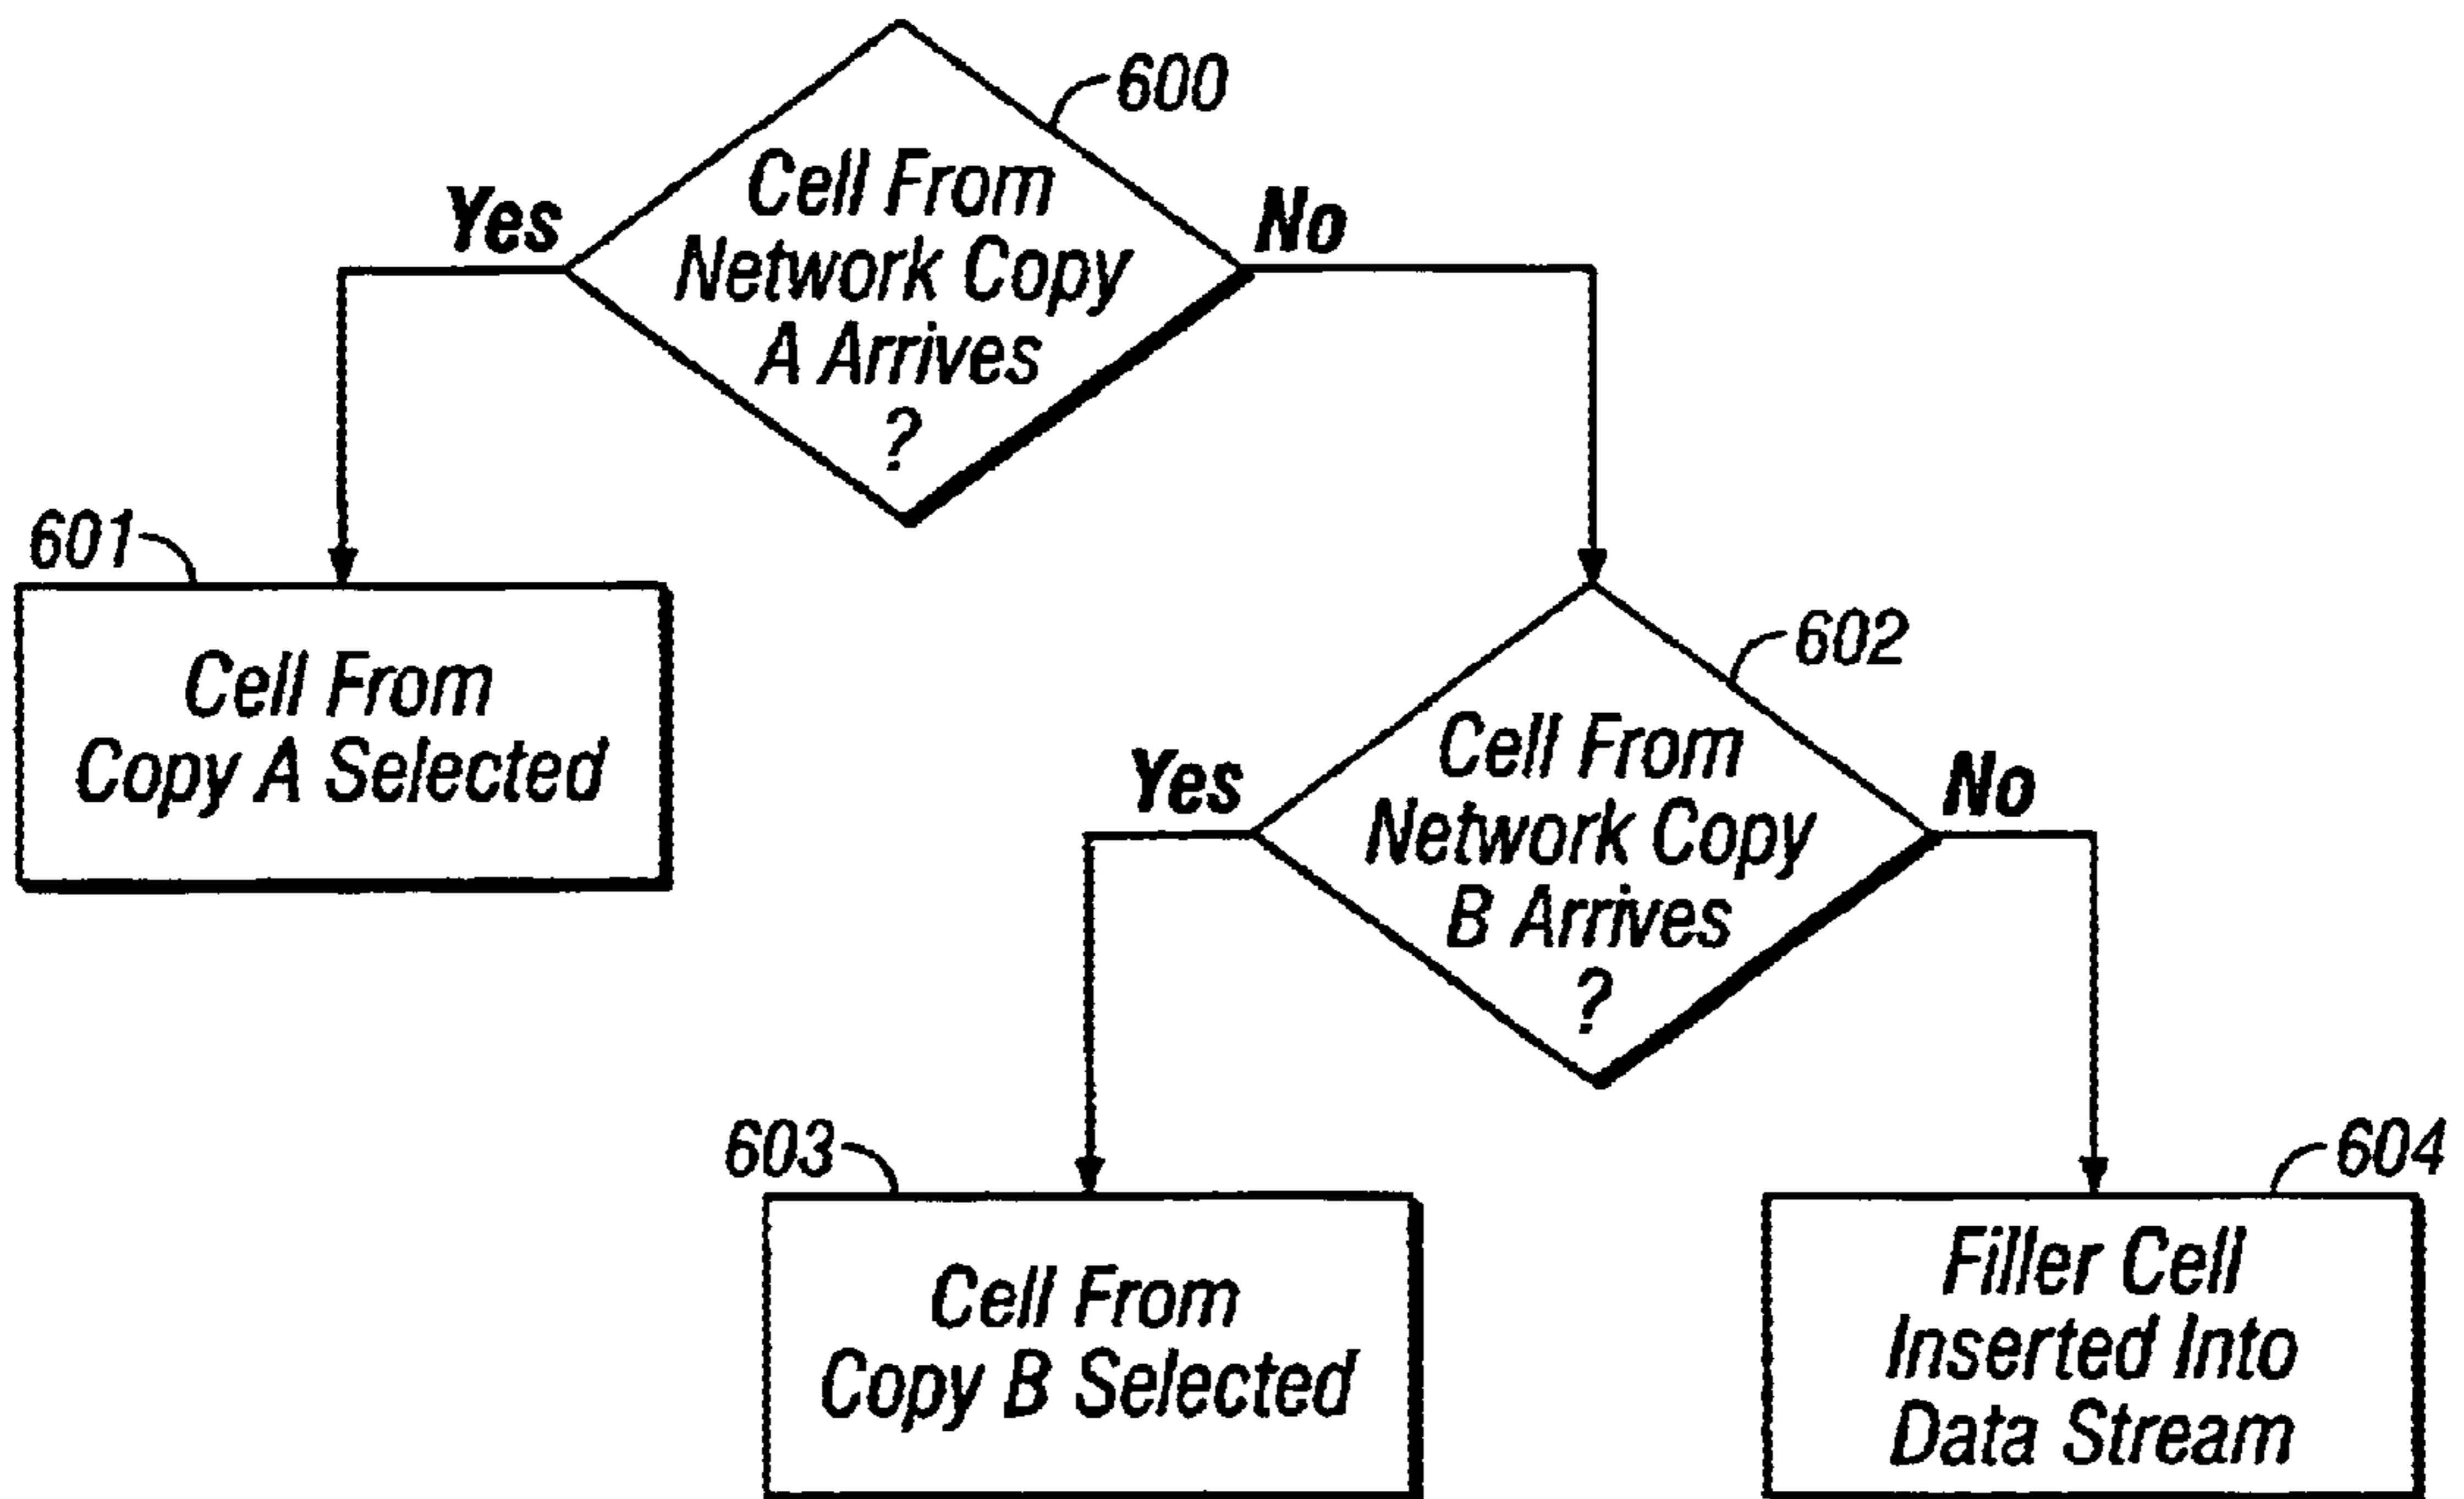 600
Cell From
Network Copy
A Arrives
?
Yes
No
601
Cell From
Copy A Selected
602
Cell From
Network Copy
B Arrives
?
Yes
No
603
Cell From
Copy B Selected
604
Filler Cell
Inserted Into
Data Stream